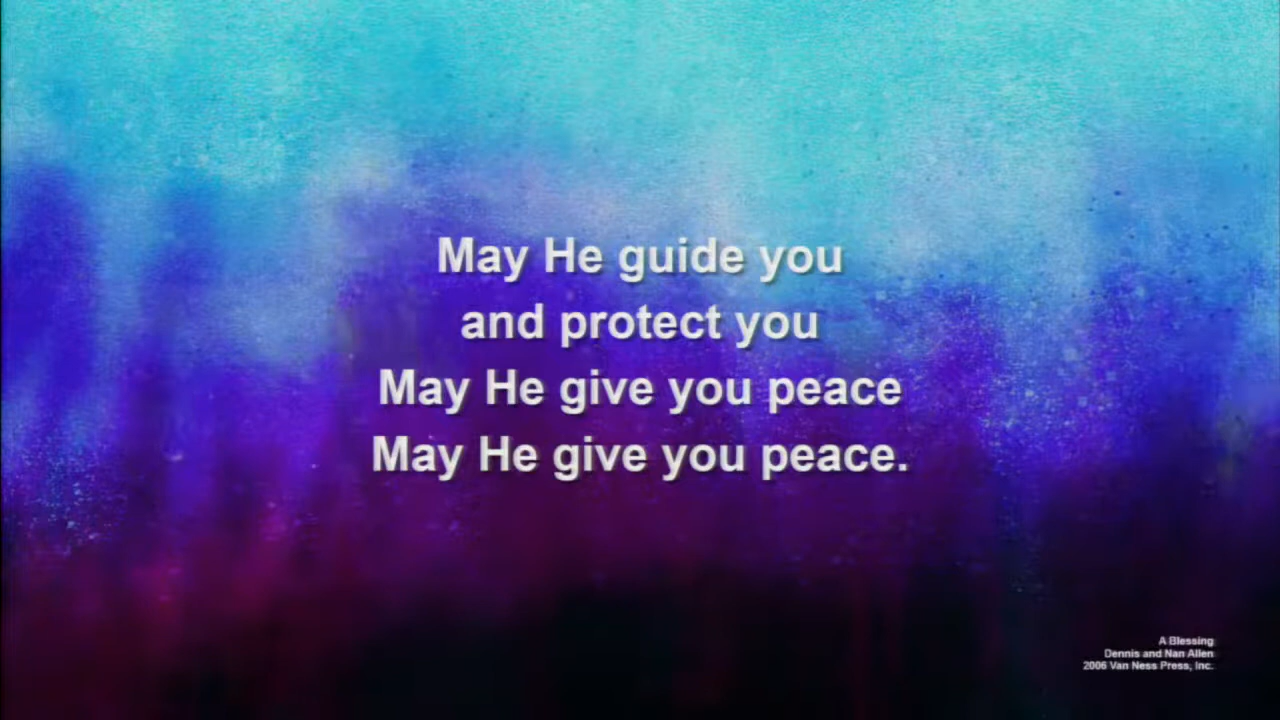 May He guide you
and protect you
May He give you peace
May He give you peace.
A Blessing
Dennis and Nan Allen
2006 Van Ness Press, Inc.